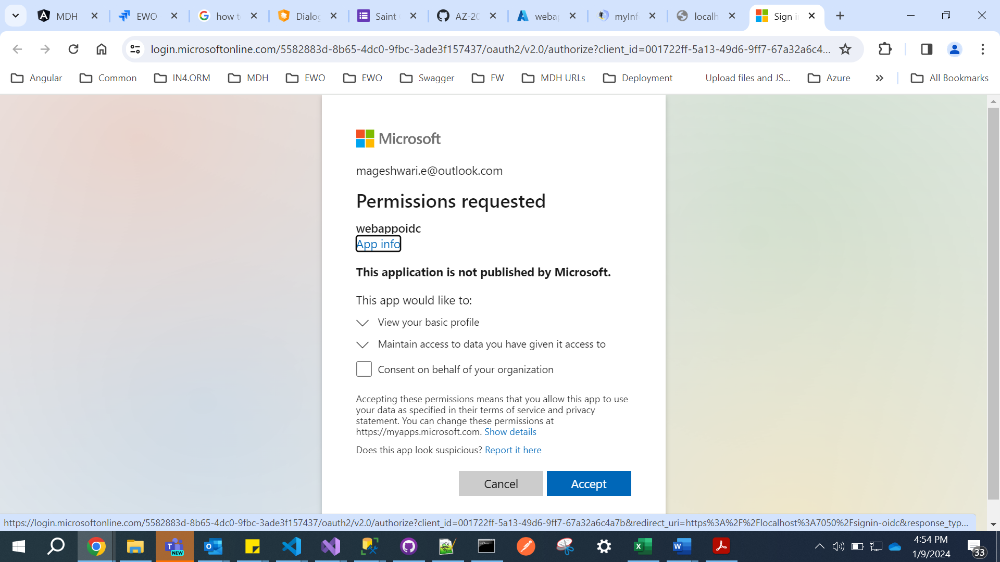 MDH
EWO
how t
Dialog
Saint
AZ-20
webap
myInf
localh
Sign i
login.microsoftonline.com/5582883d-8b65-4dc0-9fbc-3ade3f157437/oauth2/v2.0/authorize?client_id=001722ff-5a13-49d6-9ff7-67a32a6c4...
Angular
Common
IN4.ORM
MDH
EWO
EWO
Swagger
FW
MDH URLs
Deployment
Upload files and JS...
Azure
All Bookmarks
Microsoft
mageshwari.e@outlook.com
Permissions requested
webappoidc
App info
This application is not published by Microsoft.
This app would like to:
View your basic profile
Maintain access to data you have given it access to
Consent on behalf of your organization
Accepting these permissions means that you allow this app to use
your data as specified in their terms of service and privacy
statement. You can change these permissions at
https://myapps.microsoft.com. Show details
Does this app look suspicious? Report it here
Cancel
Accept
https://login.microsoftonline.com/5582883d-8b65-4dc0-9fbc-3ade3f157437/oauth2/v2.0/authorize?client_id=001722ff-5a13-49d6-9ff7-67a32a6c4a7b&redirect_uri=https%3A%2F%2Flocalhost%3A7050%2Fsignin-oidc&response_typ...
NEW
4:54 PM
1/9/2024
33